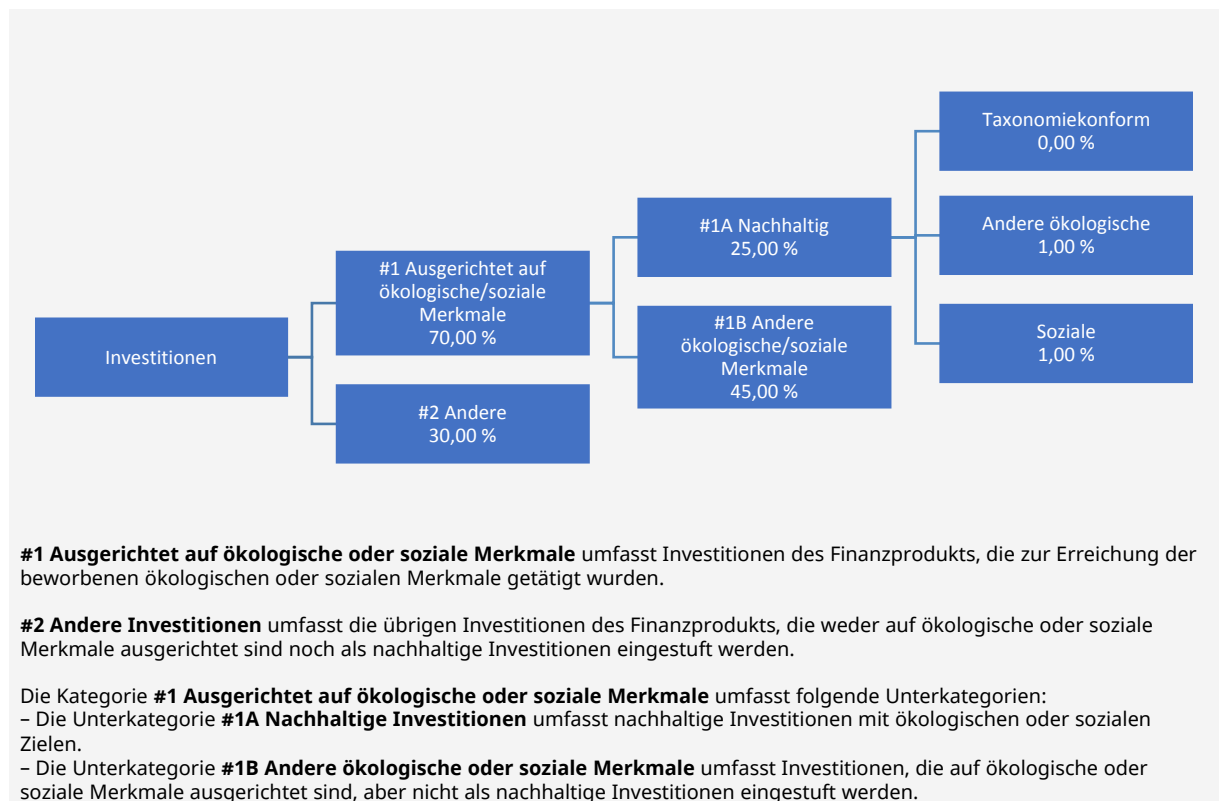 Investitionen
#1 Ausgerichtet auf
ökologische/soziale
Merkmale
70,00 %
#2 Andere
30,00 %
#1A Nachhaltig
25,00 %
#1B Andere
ökologische/soziale
Merkmale
45,00 %
Taxonomiekonform
0,00 %
Andere ökologische
1,00 %
Soziale
1,00 %
#1 Ausgerichtet auf ökologische oder soziale Merkmale umfasst Investitionen des Finanzprodukts, die zur Erreichung der
beworbenen ökologischen oder sozialen Merkmale getätigt wurden.
#2 Andere Investitionen umfasst die übrigen Investitionen des Finanzprodukts, die weder auf ökologische oder soziale
Merkmale ausgerichtet sind noch als nachhaltige Investitionen eingestuft werden.
Die Kategorie #1 Ausgerichtet auf ökologische oder soziale Merkmale umfasst folgende Unterkategorien:
– Die Unterkategorie #1A Nachhaltige Investitionen umfasst nachhaltige Investitionen mit ökologischen oder sozialen
Zielen.
– Die Unterkategorie #1B Andere ökologische oder soziale Merkmale umfasst Investitionen, die auf ökologische oder
soziale Merkmale ausgerichtet sind, aber nicht als nachhaltige Investitionen eingestuft werden.